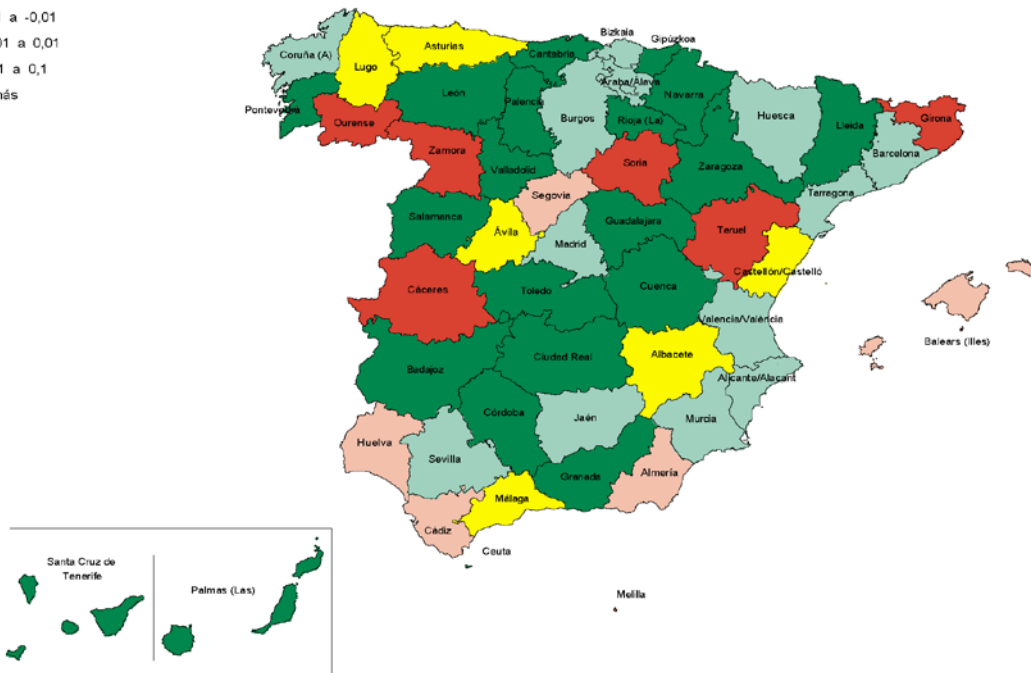 a -0,01
01 a 0,01
1 a 0,1
más
Bizkaia
Gipúzkoa
Coruña (A)
Asturias
Cantabria
Lugo
Araba/Álava
León
Navarra
Palencia
Pontevedra
Burgos
Huesca
Ourense
Rioja (La)
Lleida
Girona
Zamora
Barcelona
Valladolid
Soria
Zaragoza
Segovia
Tarragona
Salamanca
Guadalajara
Ávila
Teruel
Madrid
Castellón/Castelló
Cáceres
Toledo
Cuenca
Valencia/València
Balears (Illes)
Ciudad Real
Albacete
Badajoz
Alicante/Alacant
Córdoba
Jaén
Murcia
Huelva
Sevilla
Granada
Almería
Málaga
Cádiz
Ceuta
Santa Cruz de
Tenerife
Palmas (Las)
Melilla